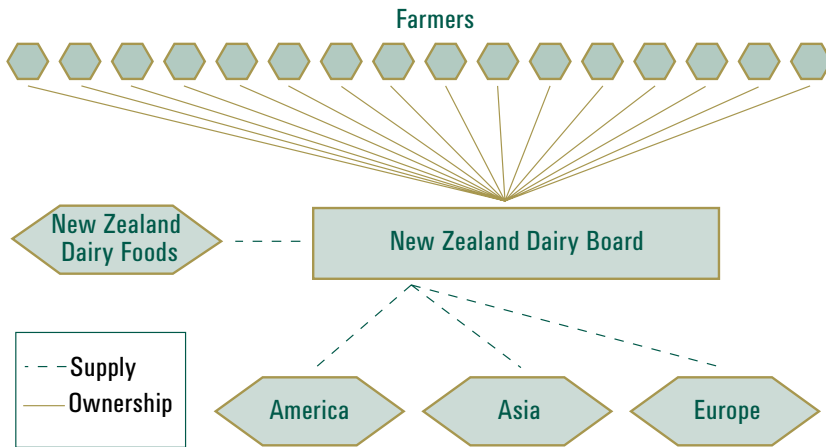 Farmers
New Zealand
Dairy Foods
New Zealand Dairy Board
Supply
Ownership
America
Asia
Europe